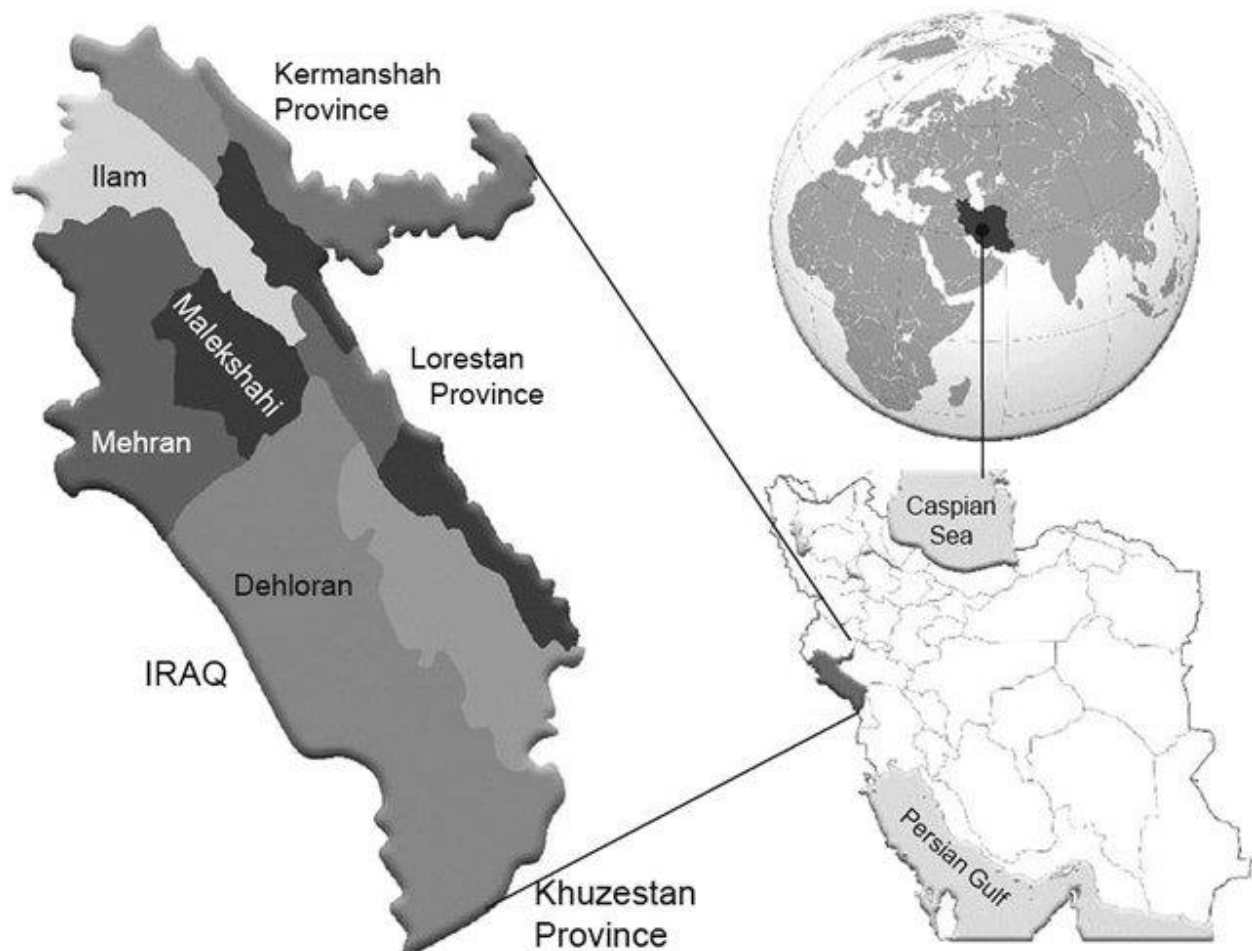 Kermanshah
Province
Ilam
Malekshahi
Lorestan
Province
Mehran
Dehloran
IRAQ
Khuzestan
Province
Caspian
Sea
Persian Gulf